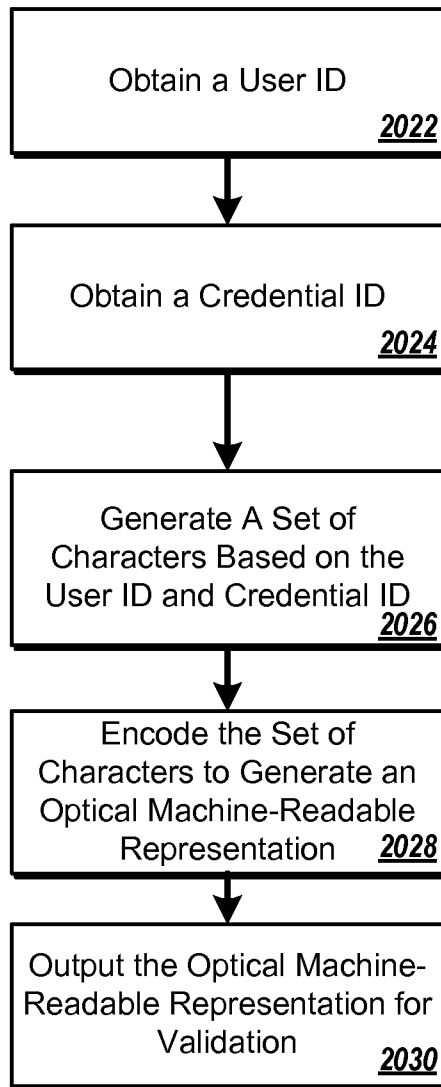 Obtain a User ID
2022
Obtain a Credential ID
2024
Generate A Set of
Characters Based on the
User ID and Credential ID
2026
Encode the Set of
Characters to Generate an
Optical Machine-Readable
Representation 2028
Output the Optical Machine-
Readable Representation for
Validation
2030